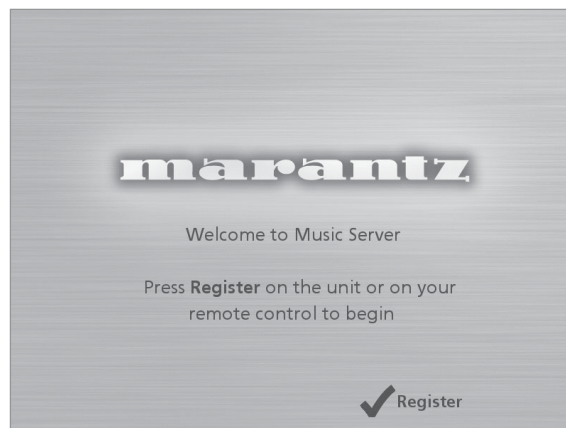 marantz
Welcome to Music Server
Press Register on the unit or on your
remote control to begin
Register